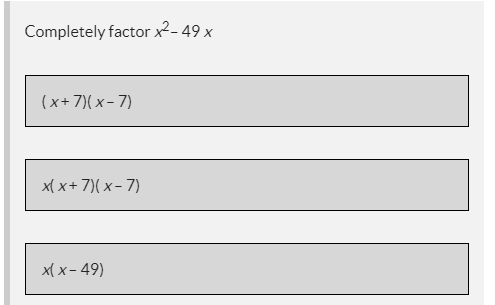 Completely factor x²– 49 x
( x+ 7)( x– 7)
x( x+ 7)( x– 7)
x( x– 49)